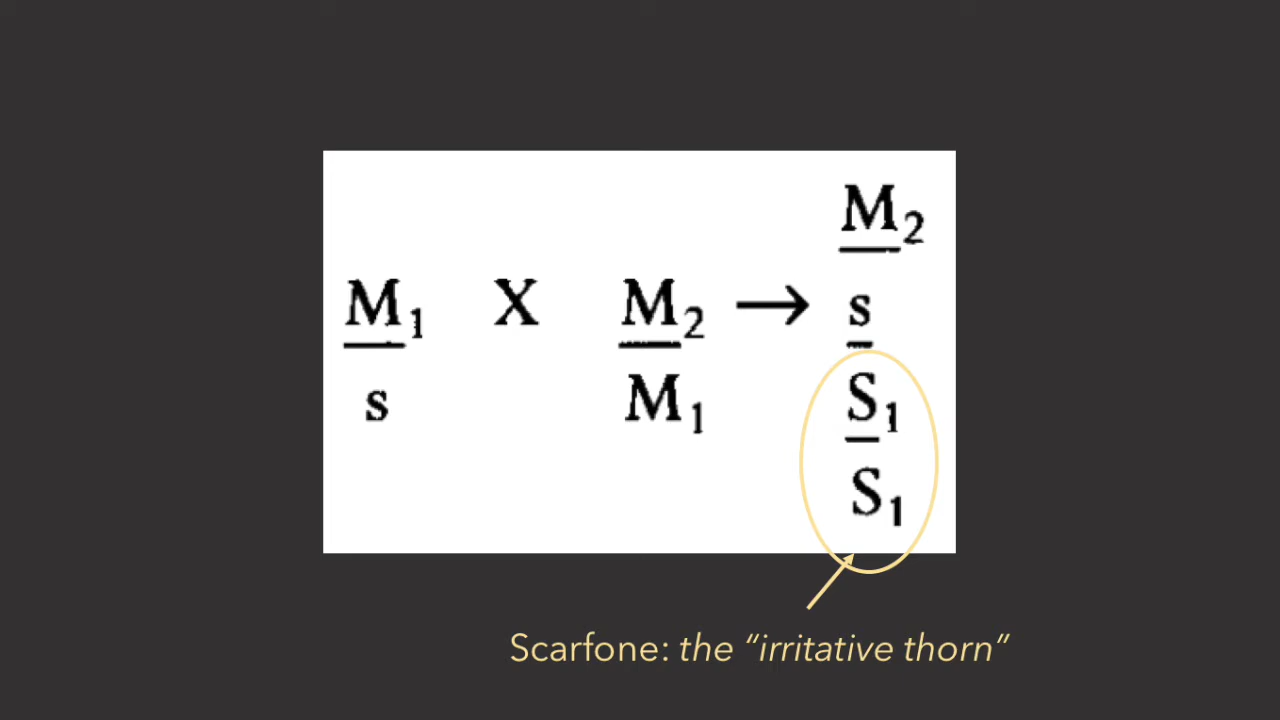 M₂
M₁ X M₂ → s
s M₁ S₁
S₁
Scarfone: the “irritative thorn”